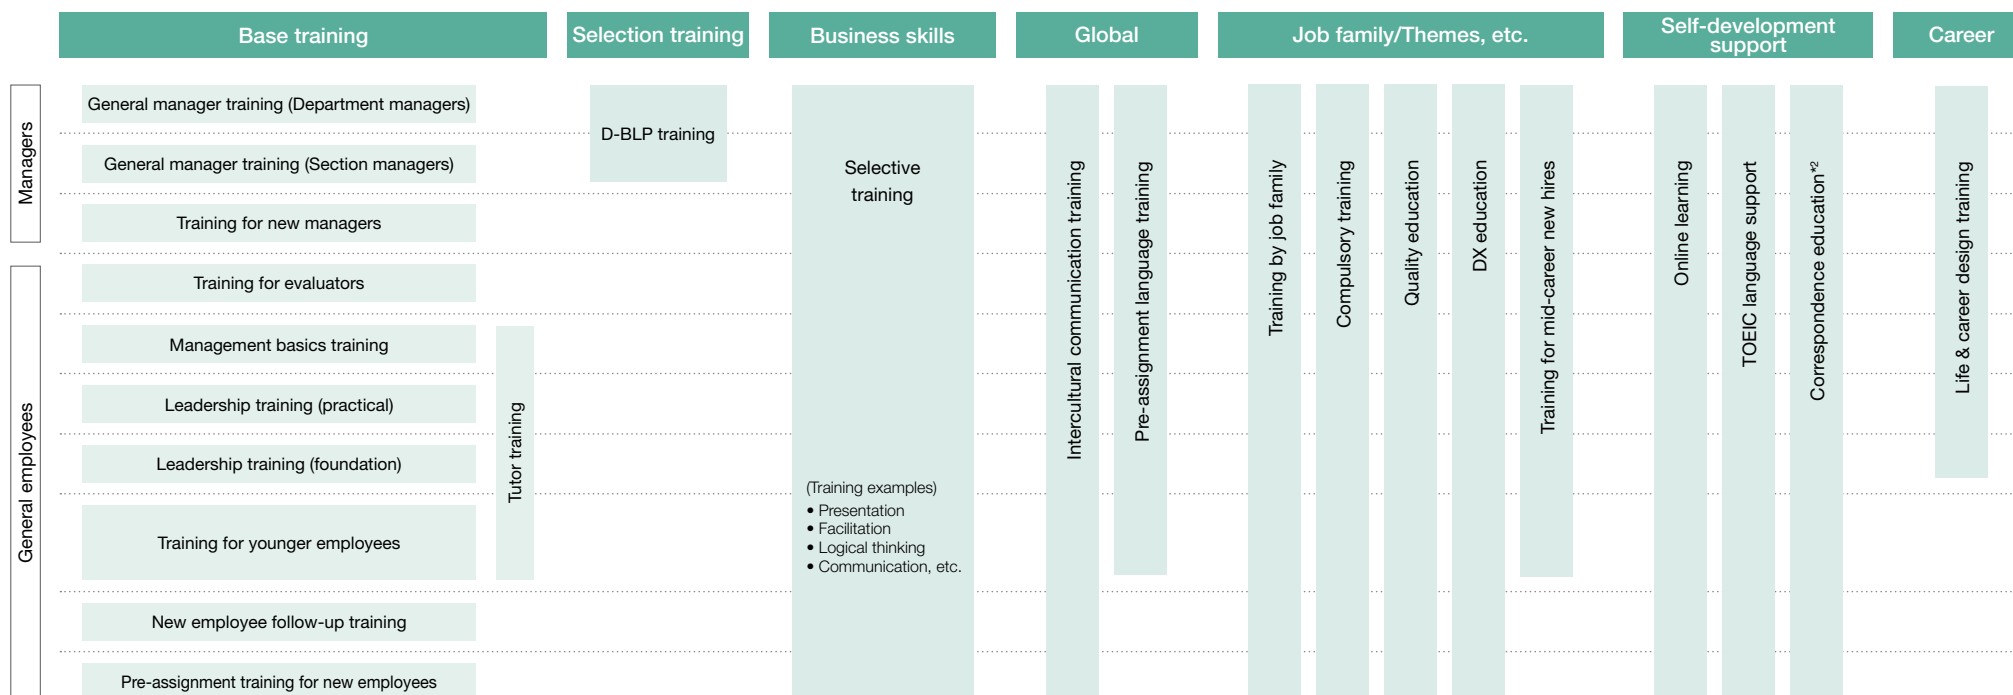 Base training
Selection training
Business skills
Global
Job family/Themes, etc.
Self-development
support
Career
Managers
General employees
General manager training (Department managers)
General manager training (Section managers)
Training for new managers
Training for evaluators
Management basics training
Leadership training (practical)
Leadership training (foundation)
Training for younger employees
New employee follow-up training
Pre-assignment training for new employees
Tutor training
D-BLP training
Selective
training
(Training examples)
• Presentation
• Facilitation
• Logical thinking
• Communication, etc.
Intercultural communication training
Pre-assignment language training
Training by job family
Compulsory training
Quality education
DX education
Training for mid-career new hires
Online learning
TOEIC language support
Correspondence education*2
Life & career design training